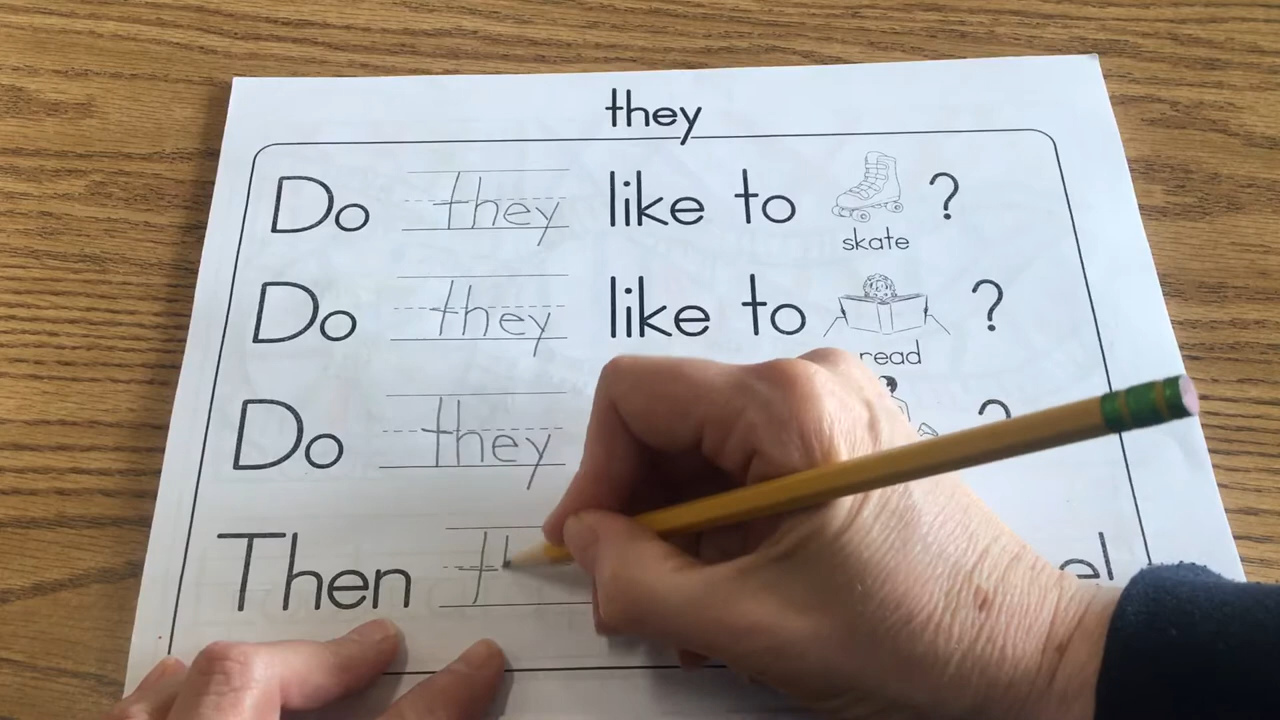 they
Do they like to ?
skate
Do they like to ?
read
Do they ?
Then t